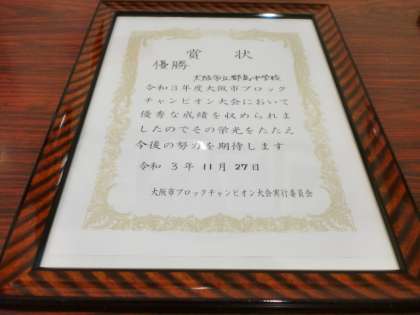 賞状
優勝
大阪市立都島中学校
令和3年度大阪市ブロック
チャンピオン大会において
優秀な成績を収められま
したのでその栄光をたたえ
今後の努力を期待します
令和 3年 11月 27日
大阪市ブロックチャンピオン大会実行委員会